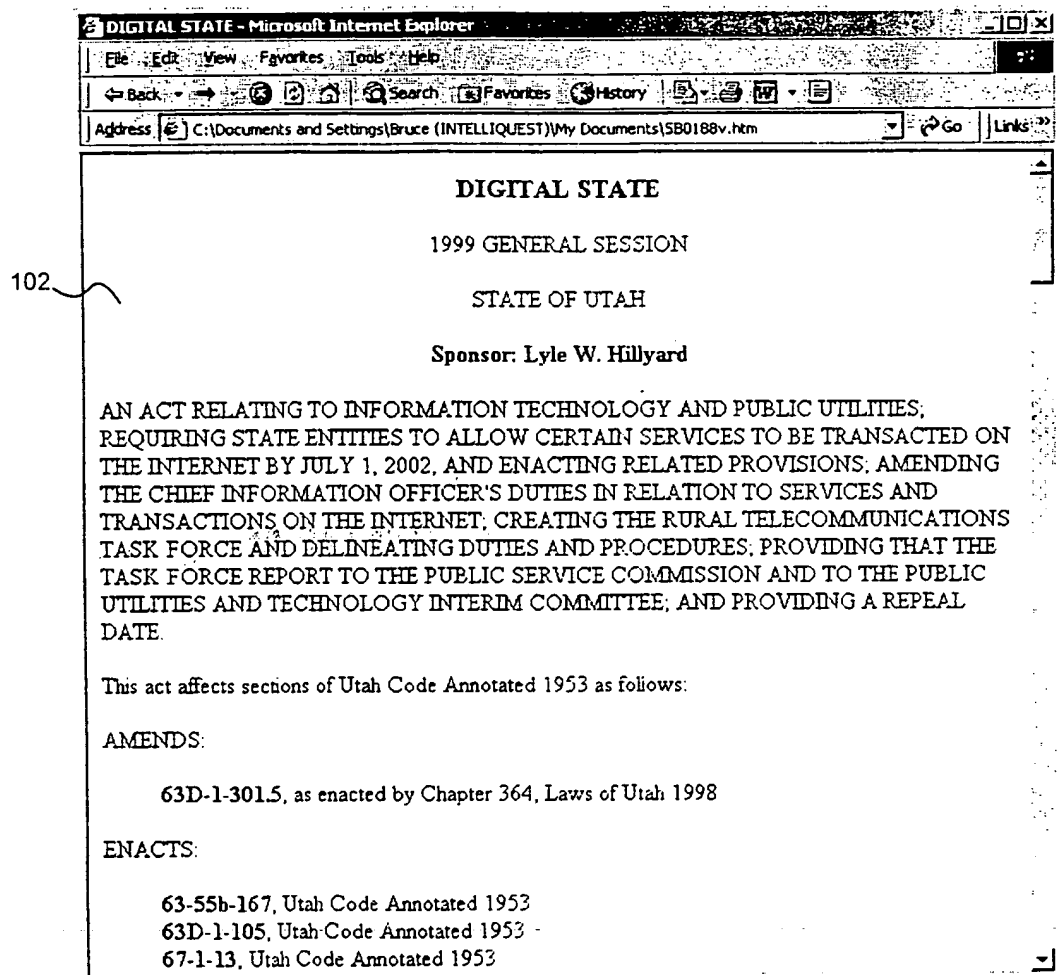 DIGITAL STATE - Microsoft Internet Explorer
File Edit View Favorites Tools Help
Back Search Favorites History
Address C:\Documents and Settings\Bruce (INTELLIQUEST)\My Documents\SB0188v.htm Go Links »
DIGITAL STATE
1999 GENERAL SESSION
102
STATE OF UTAH
Sponsor: Lyle W. Hillyard
AN ACT RELATING TO INFORMATION TECHNOLOGY AND PUBLIC UTILITIES;
REQUIRING STATE ENTITIES TO ALLOW CERTAIN SERVICES TO BE TRANSACTED ON
THE INTERNET BY JULY 1, 2002, AND ENACTING RELATED PROVISIONS; AMENDING
THE CHIEF INFORMATION OFFICER'S DUTIES IN RELATION TO SERVICES AND
TRANSACTIONS ON THE INTERNET; CREATING THE RURAL TELECOMMUNICATIONS
TASK FORCE AND DELINEATING DUTIES AND PROCEDURES; PROVIDING THAT THE
TASK FORCE REPORT TO THE PUBLIC SERVICE COMMISSION AND TO THE PUBLIC
UTILITIES AND TECHNOLOGY INTERIM COMMITTEE; AND PROVIDING A REPEAL
DATE.
This act affects sections of Utah Code Annotated 1953 as follows:
AMENDS:
63D-1-301.5, as enacted by Chapter 364, Laws of Utah 1998
ENACTS:
63-55b-167, Utah Code Annotated 1953
63D-1-105, Utah Code Annotated 1953
67-1-13, Utah Code Annotated 1953